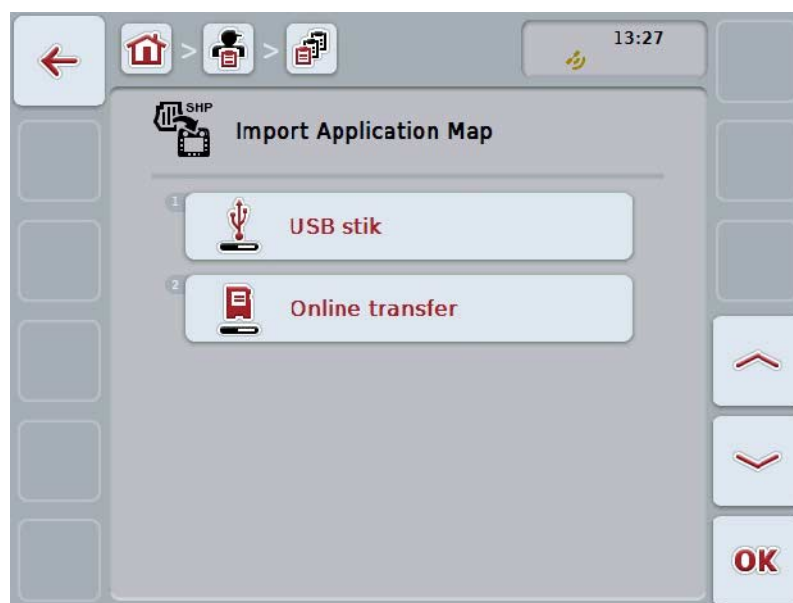 13:27
SHP
Import Application Map
1
USB stik
2
Online transfer
OK